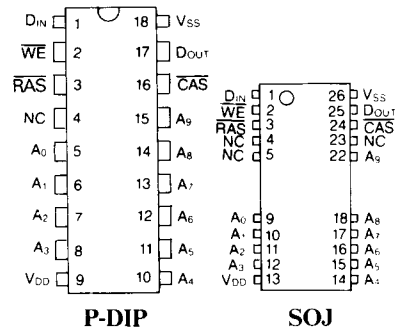 DIN 1 18 VSS
WE 2 17 DOUT
RAS 3 16 CAS
NC 4 15 A9
A0 5 14 A8
A1 6 13 A7
A2 7 12 A6
A3 8 11 A5
VDD 9 10 A4
P-DIP
DIN 1 26 VSS
WE 2 25 DOUT
RAS 3 24 CAS
NC 4 23 NC
NC 5 22 A9
A0 9 18 A8
A1 10 17 A7
A2 11 16 A6
A3 12 15 A5
VDD 13 14 A4
SOJ